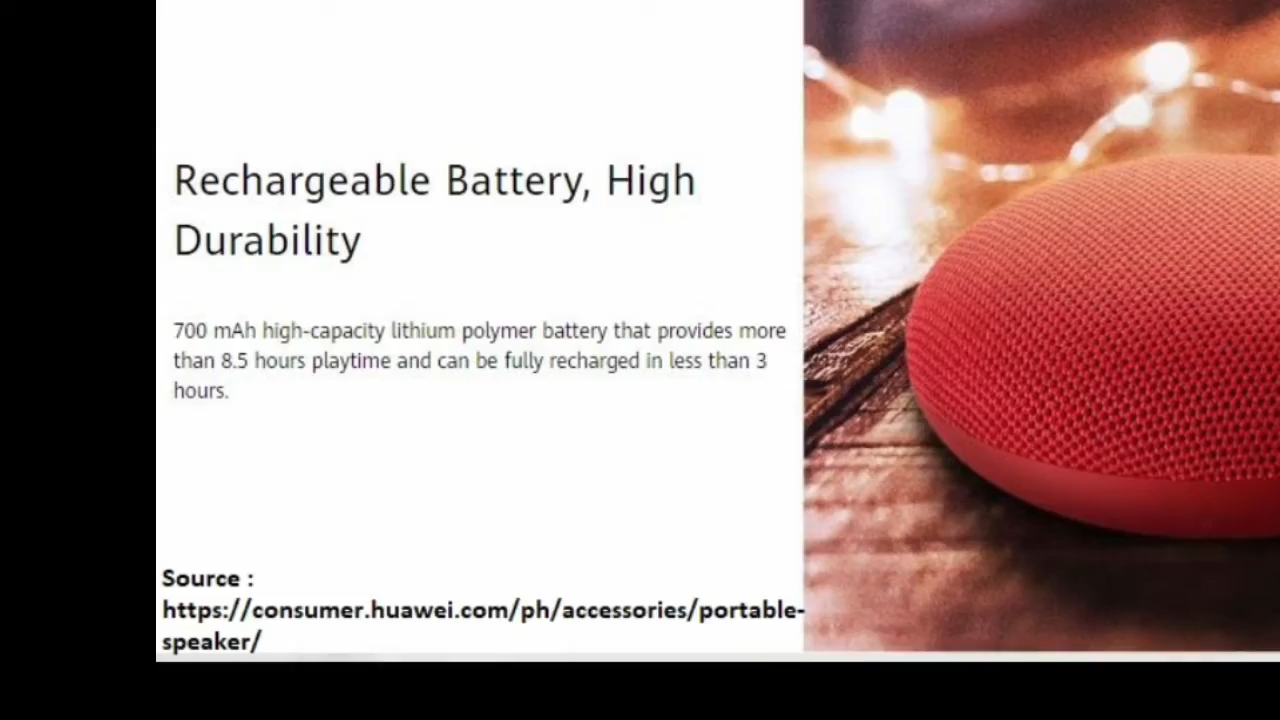 Rechargeable Battery, High
Durability
700 mAh high-capacity lithium polymer battery that provides more
than 8.5 hours playtime and can be fully recharged in less than 3
hours.
Source :
https://consumer.huawei.com/ph/accessories/portable-
speaker/